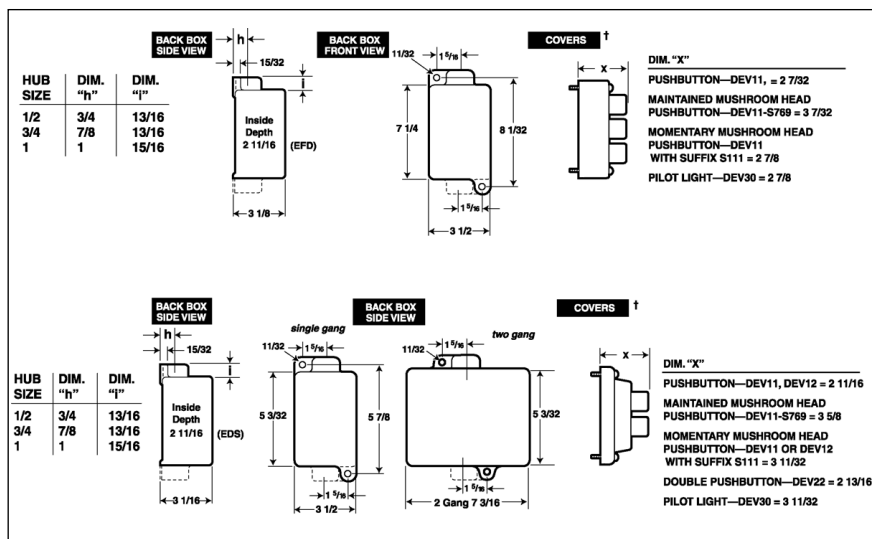 BACK BOX
SIDE VIEW
h
15/32
i
HUB SIZE DIM. "h" DIM. "i"
1/2 3/4 13/16
3/4 7/8 13/16
1 1 15/16
Inside
Depth
2 11/16
(EFD)
3 1/8
BACK BOX
FRONT VIEW
1 5/16
11/32
7 1/4
8 1/32
1 5/16
3 1/2
COVERS †
x
DIM. "X"
PUSHBUTTON—DEV11, = 2 7/32
MAINTAINED MUSHROOM HEAD
PUSHBUTTON—DEV11-S769 = 3 7/32
MOMENTARY MUSHROOM HEAD
PUSHBUTTON—DEV11
WITH SUFFIX S111 = 2 7/8
PILOT LIGHT—DEV30 = 2 7/8
BACK BOX
SIDE VIEW
h
15/32
i
HUB SIZE DIM. "h" DIM. "i"
1/2 3/4 13/16
3/4 7/8 13/16
1 1 15/16
Inside
Depth
2 11/16
(EDS)
3 1/16
BACK BOX
SIDE VIEW
single gang
1 5/16
11/32
5 3/32
5 7/8
1 5/16
3 1/2
two gang
1 5/16
11/32
5 3/32
1 5/16
2 Gang 7 3/16
COVERS †
x
DIM. "X"
PUSHBUTTON—DEV11, DEV12 = 2 11/16
MAINTAINED MUSHROOM HEAD
PUSHBUTTON—DEV11-S769 = 3 5/8
MOMENTARY MUSHROOM HEAD
PUSHBUTTON—DEV11 OR DEV12
WITH SUFFIX S111 = 3 11/32
DOUBLE PUSHBUTTON—DEV22 = 2 13/16
PILOT LIGHT—DEV30 = 3 11/32